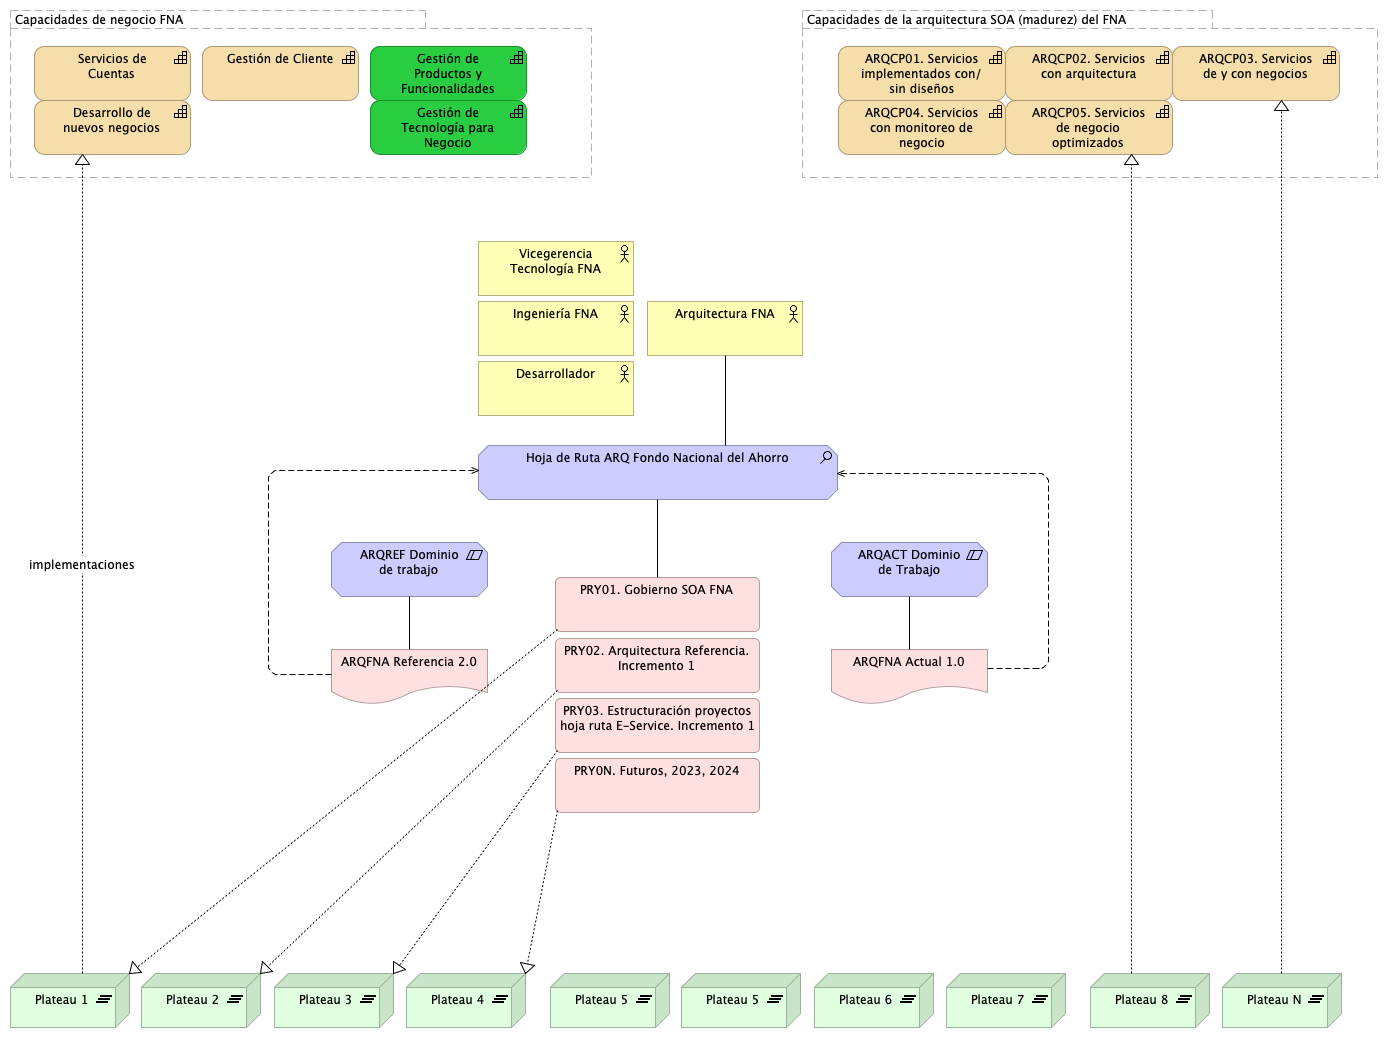 Capacidades de negocio FNA
Servicios de
Cuentas
Gestión de Cliente
Gestión de
Productos y
Funcionalidades
Desarrollo de
nuevos negocios
Gestión de
Tecnología para
Negocio
Capacidades de la arquitectura SOA (madurez) del FNA
ARQCP01. Servicios
implementados con/
sin diseños
ARQCP02. Servicios
con arquitectura
ARQCP03. Servicios
de y con negocios
ARQCP04. Servicios
con monitoreo de
negocio
ARQCP05. Servicios
de negocio
optimizados
Vicegerencia
Tecnología FNA
Ingeniería FNA
Arquitectura FNA
Desarrollador
Hoja de Ruta ARQ Fondo Nacional del Ahorro
implementaciones
ARQREF Dominio
de trabajo
ARQACT Dominio
de Trabajo
PRY01. Gobierno SOA FNA
ARQFNA Referencia 2.0
PRY02. Arquitectura Referencia.
Incremento 1
ARQFNA Actual 1.0
PRY03. Estructuración proyectos
hoja ruta E-Service. Incremento 1
PRY0N. Futuros, 2023, 2024
Plateau 1
Plateau 2
Plateau 3
Plateau 4
Plateau 5
Plateau 5
Plateau 6
Plateau 7
Plateau 8
Plateau N